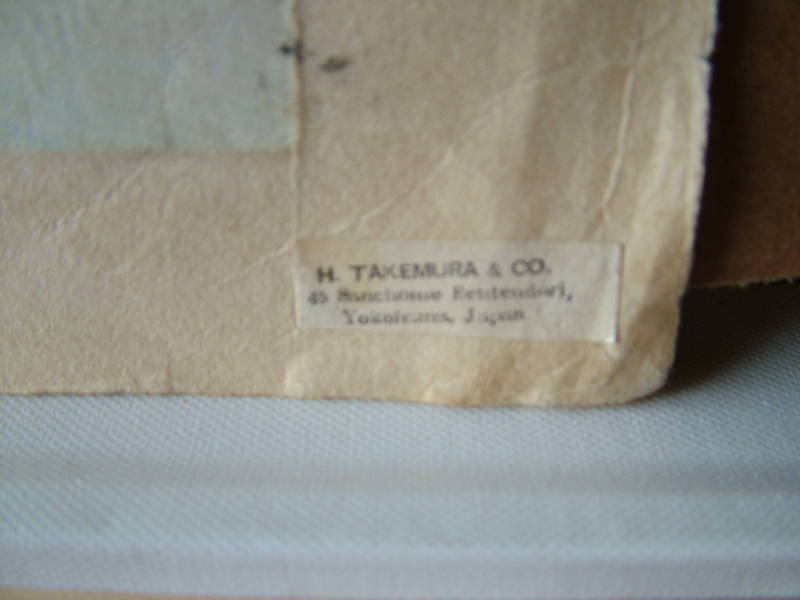 H. TAKEMURA & CO.
45 Sanchome Bentendori,
Yokohama, Japan